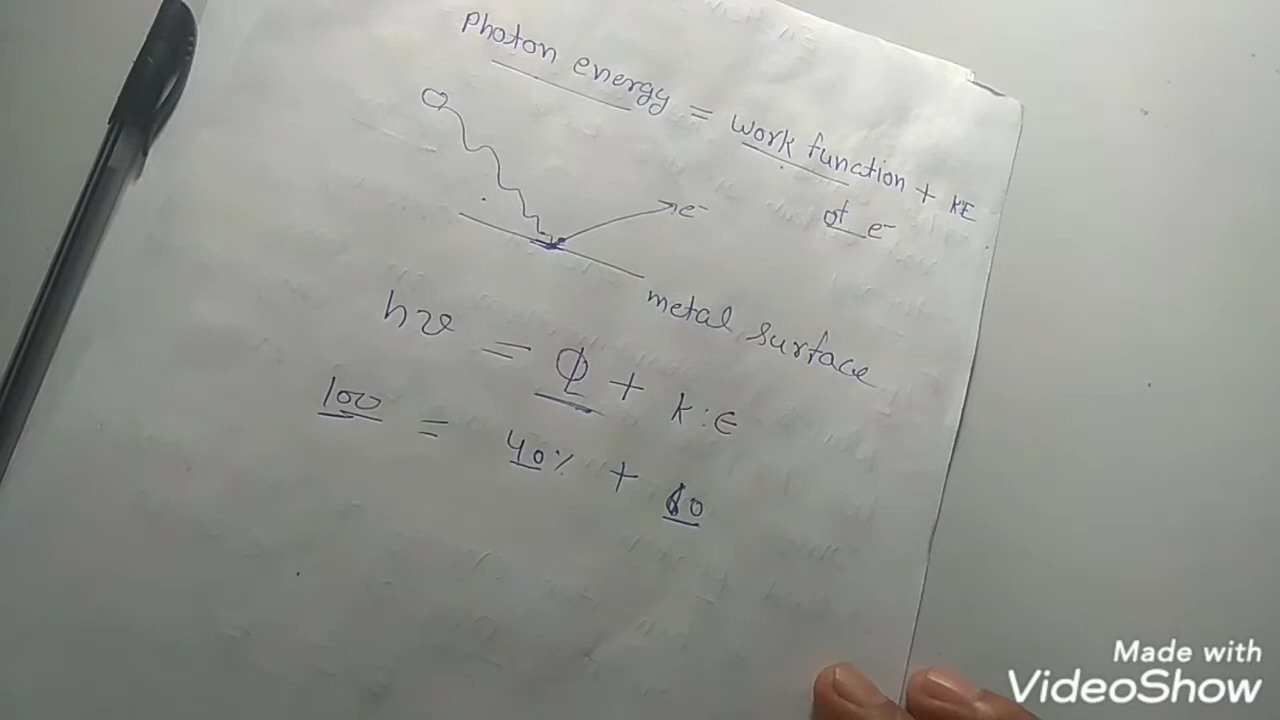 Photon energy = work function + KE
of e-
e-
metal surface
hν = Φ + K:E
100 = 40% + 60
Made with
VideoShow